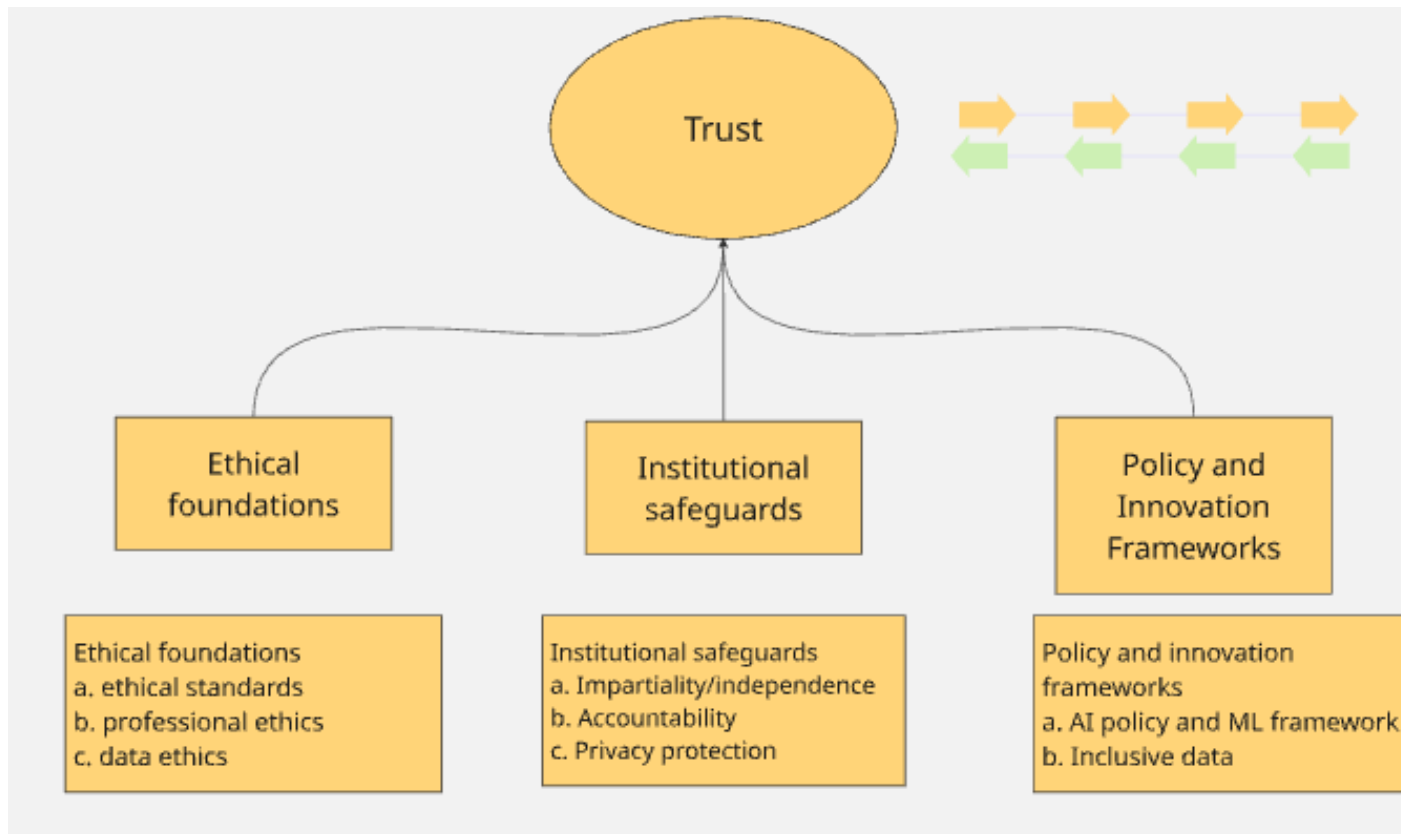 Trust
Ethical
foundations
Institutional
safeguards
Policy and
Innovation
Frameworks
Ethical foundations
a. ethical standards
b. professional ethics
c. data ethics
Institutional safeguards
a. Impartiality/independence
b. Accountability
c. Privacy protection
Policy and innovation
frameworks
a. AI policy and ML framework
b. Inclusive data